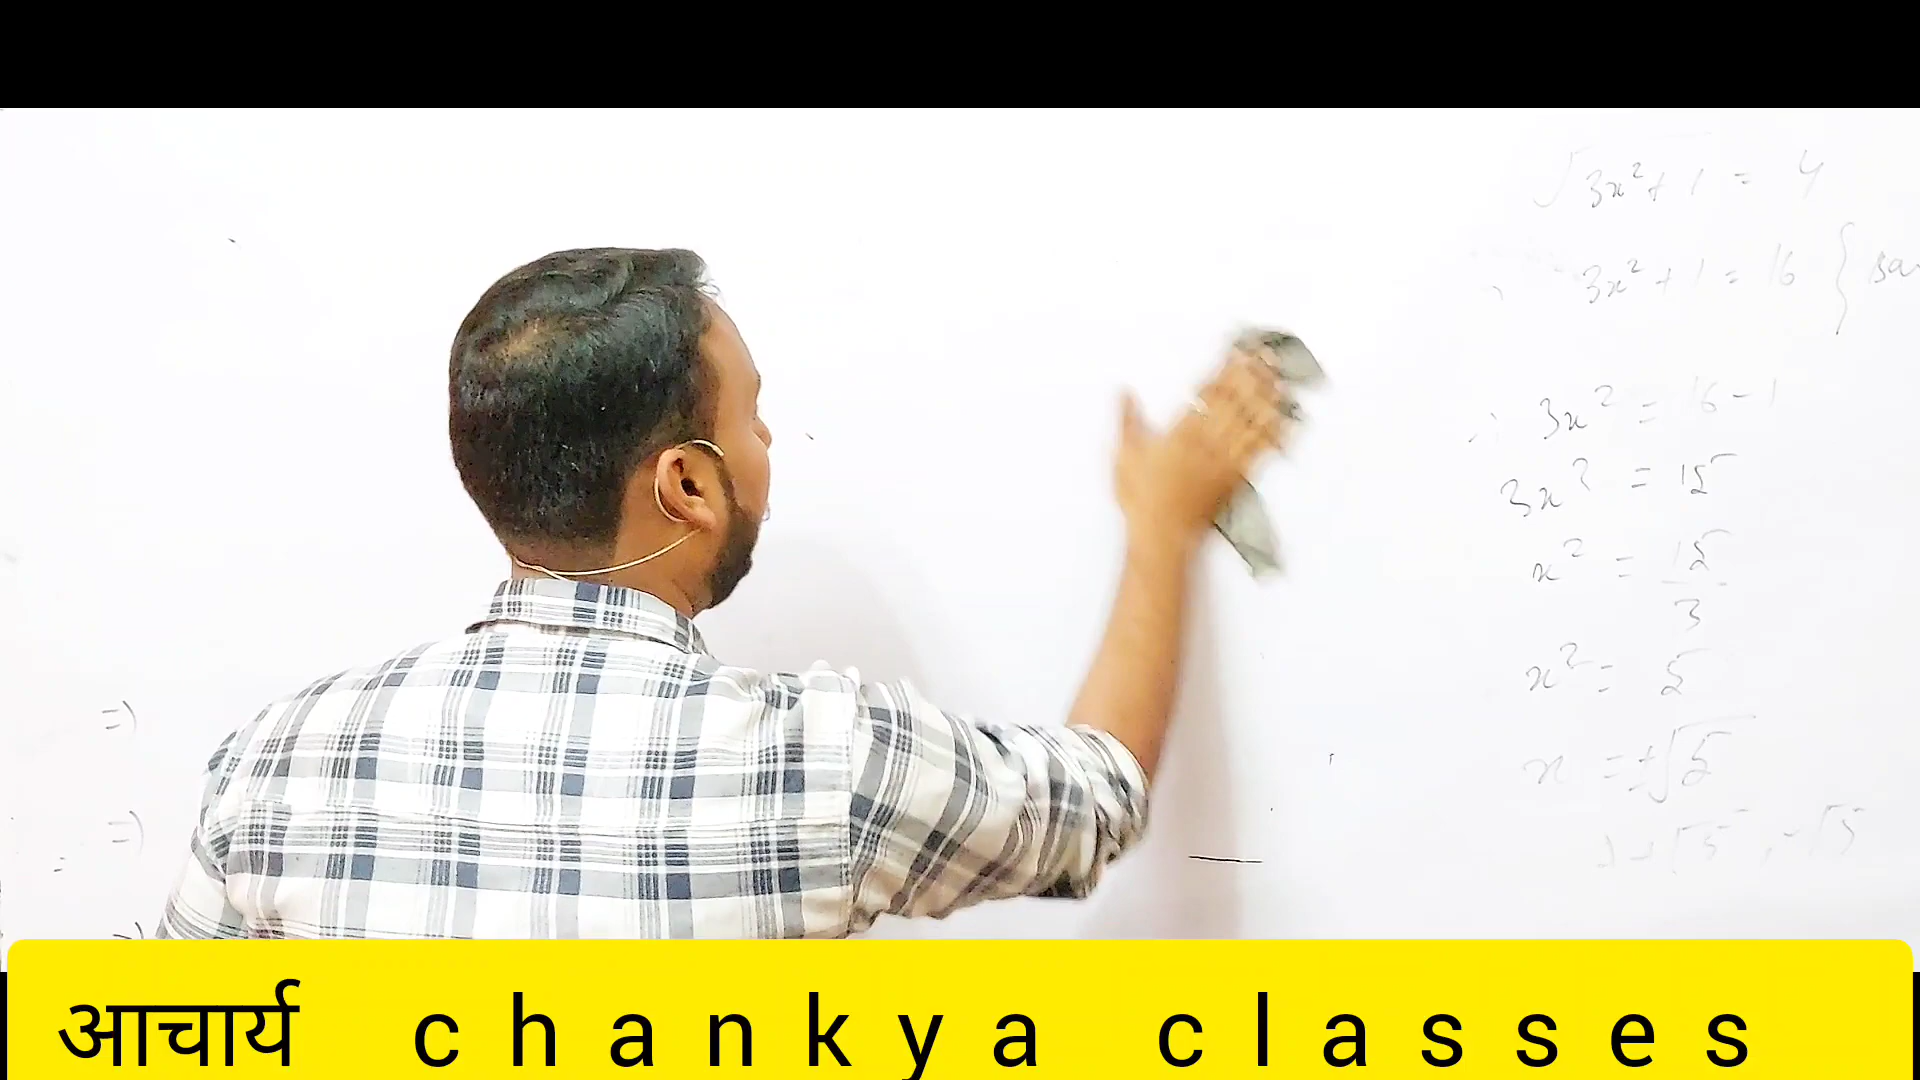 √3x²+1 = 4
3x²+1 = 16 {
∴ 3x² = 16-1
3x² = 15
x² = 15/3
x² = 5
x = ±√5
=)
=)
आचार्य chankya classes